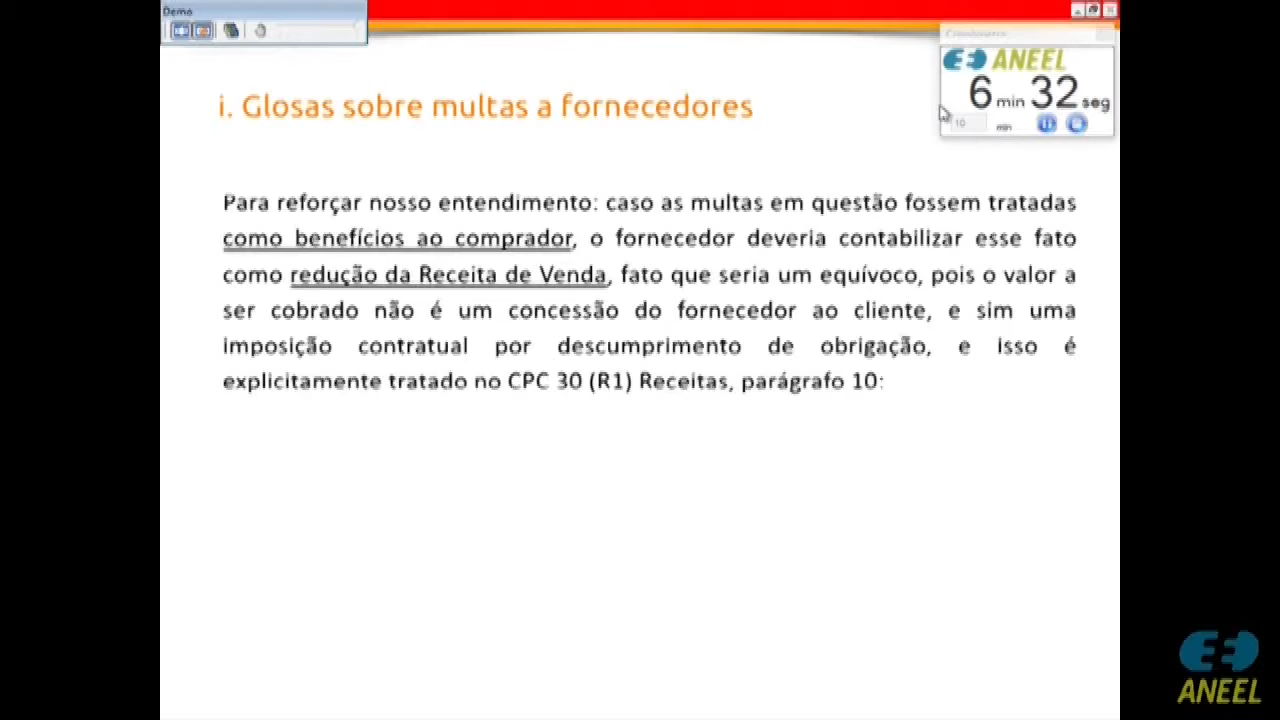 Demo
ANEEL
6 min 32 seg
10 min
i. Glosas sobre multas a fornecedores
Para reforçar nosso entendimento: caso as multas em questão fossem tratadas
como benefícios ao comprador, o fornecedor deveria contabilizar esse fato
como redução da Receita de Venda, fato que seria um equívoco, pois o valor a
ser cobrado não é um concessão do fornecedor ao cliente, e sim uma
imposição contratual por descumprimento de obrigação, e isso é
explicitamente tratado no CPC 30 (R1) Receitas, parágrafo 10:
ANEEL